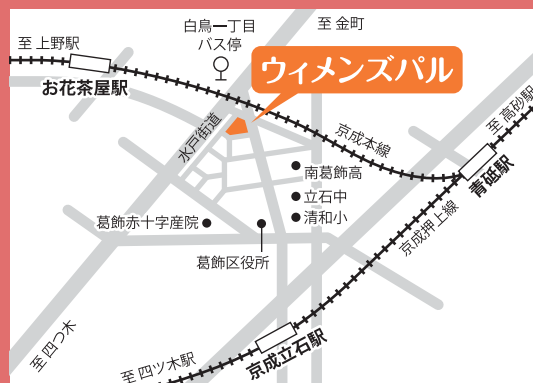 白鳥一丁目
バス停
至 金町
至 上野駅
お花茶屋駅
ウィメンズパル
水戸街道
京成本線
至 高砂駅
青砥駅
南葛飾高
立石中
清和小
葛飾赤十字産院
葛飾区役所
京成押上線
至 四つ木
至 四ツ木駅
京成立石駅